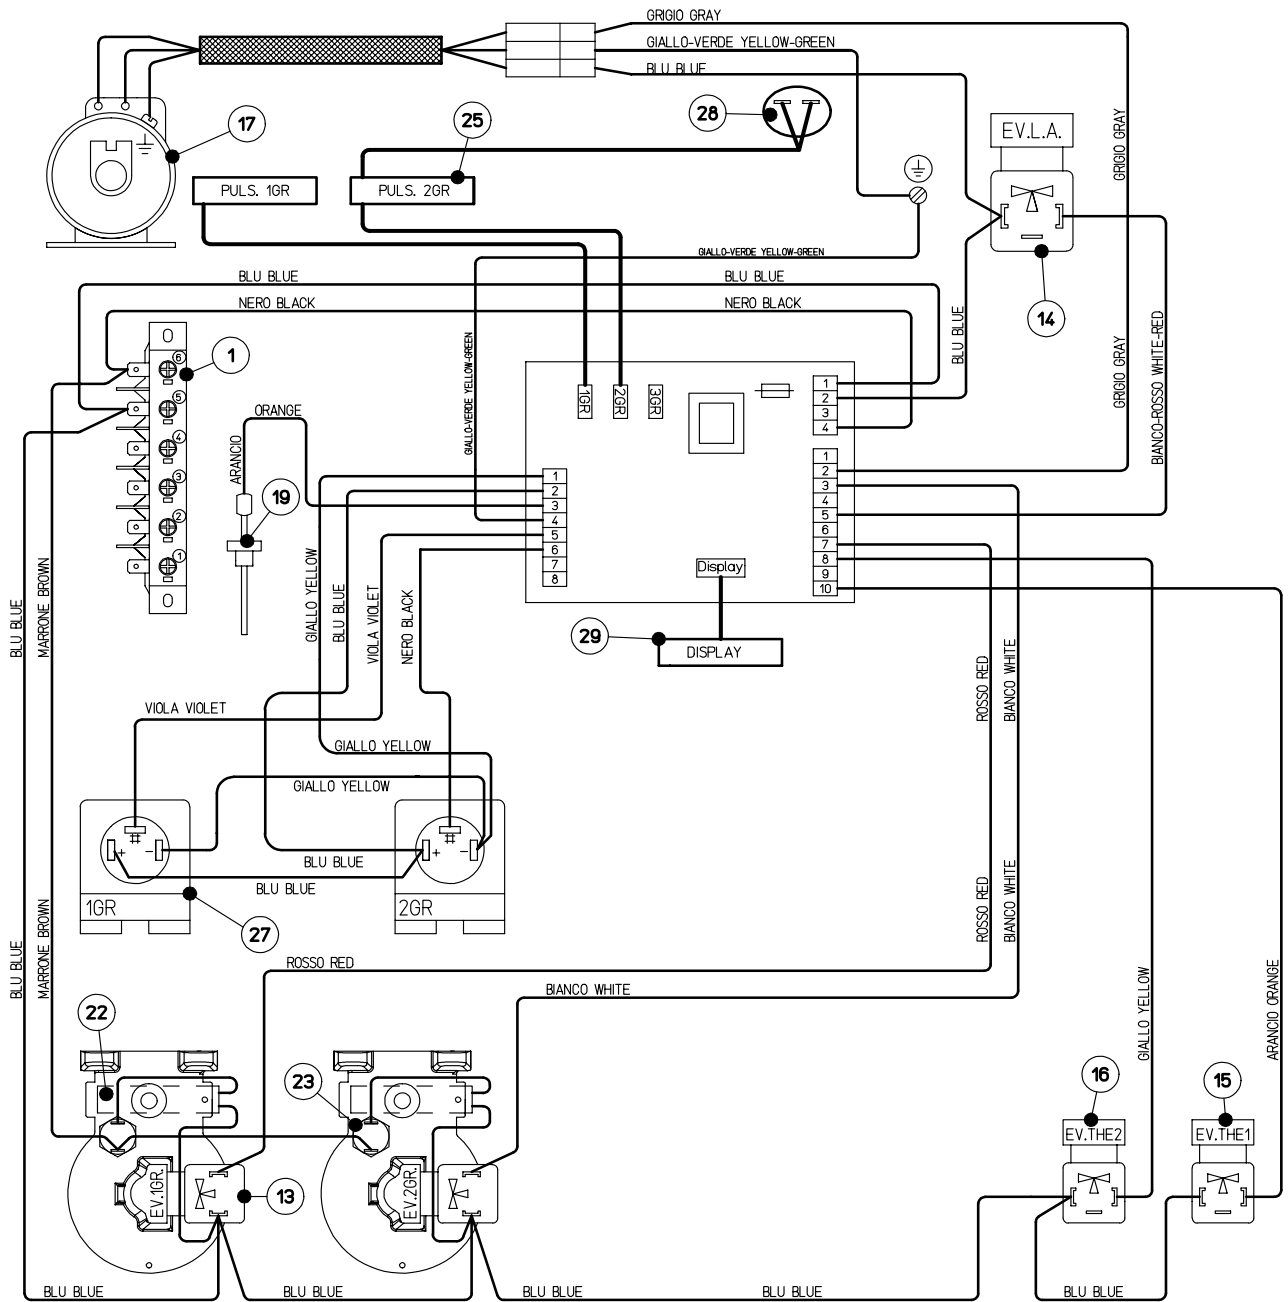 GRIGIO GRAY
GIALLO-VERDE YELLOW-GREEN
BLU BLUE
17
25
28
EV.L.A.
GRIGIO GRAY
PULS. 1GR
PULS. 2GR
GIALLO-VERDE YELLOW-GREEN
BLU BLUE
BLU BLUE
NERO BLACK
NERO BLACK
14
BLU BLUE
GRIGIO GRAY
BIANCO-ROSSO WHITE-RED
GIALLO-VERDE YELLOW-GREEN
O
1
6
5
4
3
2
1
O
ORANGE
ARANCIO
19
1GR
2GR
3GR
1
2
3
4
1
2
3
4
5
6
7
8
9
10
1
2
3
4
5
6
7
8
Display
29
DISPLAY
BLU BLUE
MARRONE BROWN
GIALLO YELLOW
BLU BLUE
VIOLA VIOLET
NERO BLACK
ROSSO RED
BIANCO WHITE
VIOLA VIOLET
GIALLO YELLOW
GIALLO YELLOW
#
+
-
#
+
-
BLU BLUE
BLU BLUE
1GR
2GR
27
ROSSO RED
BIANCO WHITE
BLU BLUE
MARRONE BROWN
ROSSO RED
BIANCO WHITE
GIALLO YELLOW
ARANCIO ORANGE
22
23
16
15
EV.THE2
EV.THE1
EV.1GR.
13
EV.2GR.
BLU BLUE
BLU BLUE
BLU BLUE
BLU BLUE
BLU BLUE